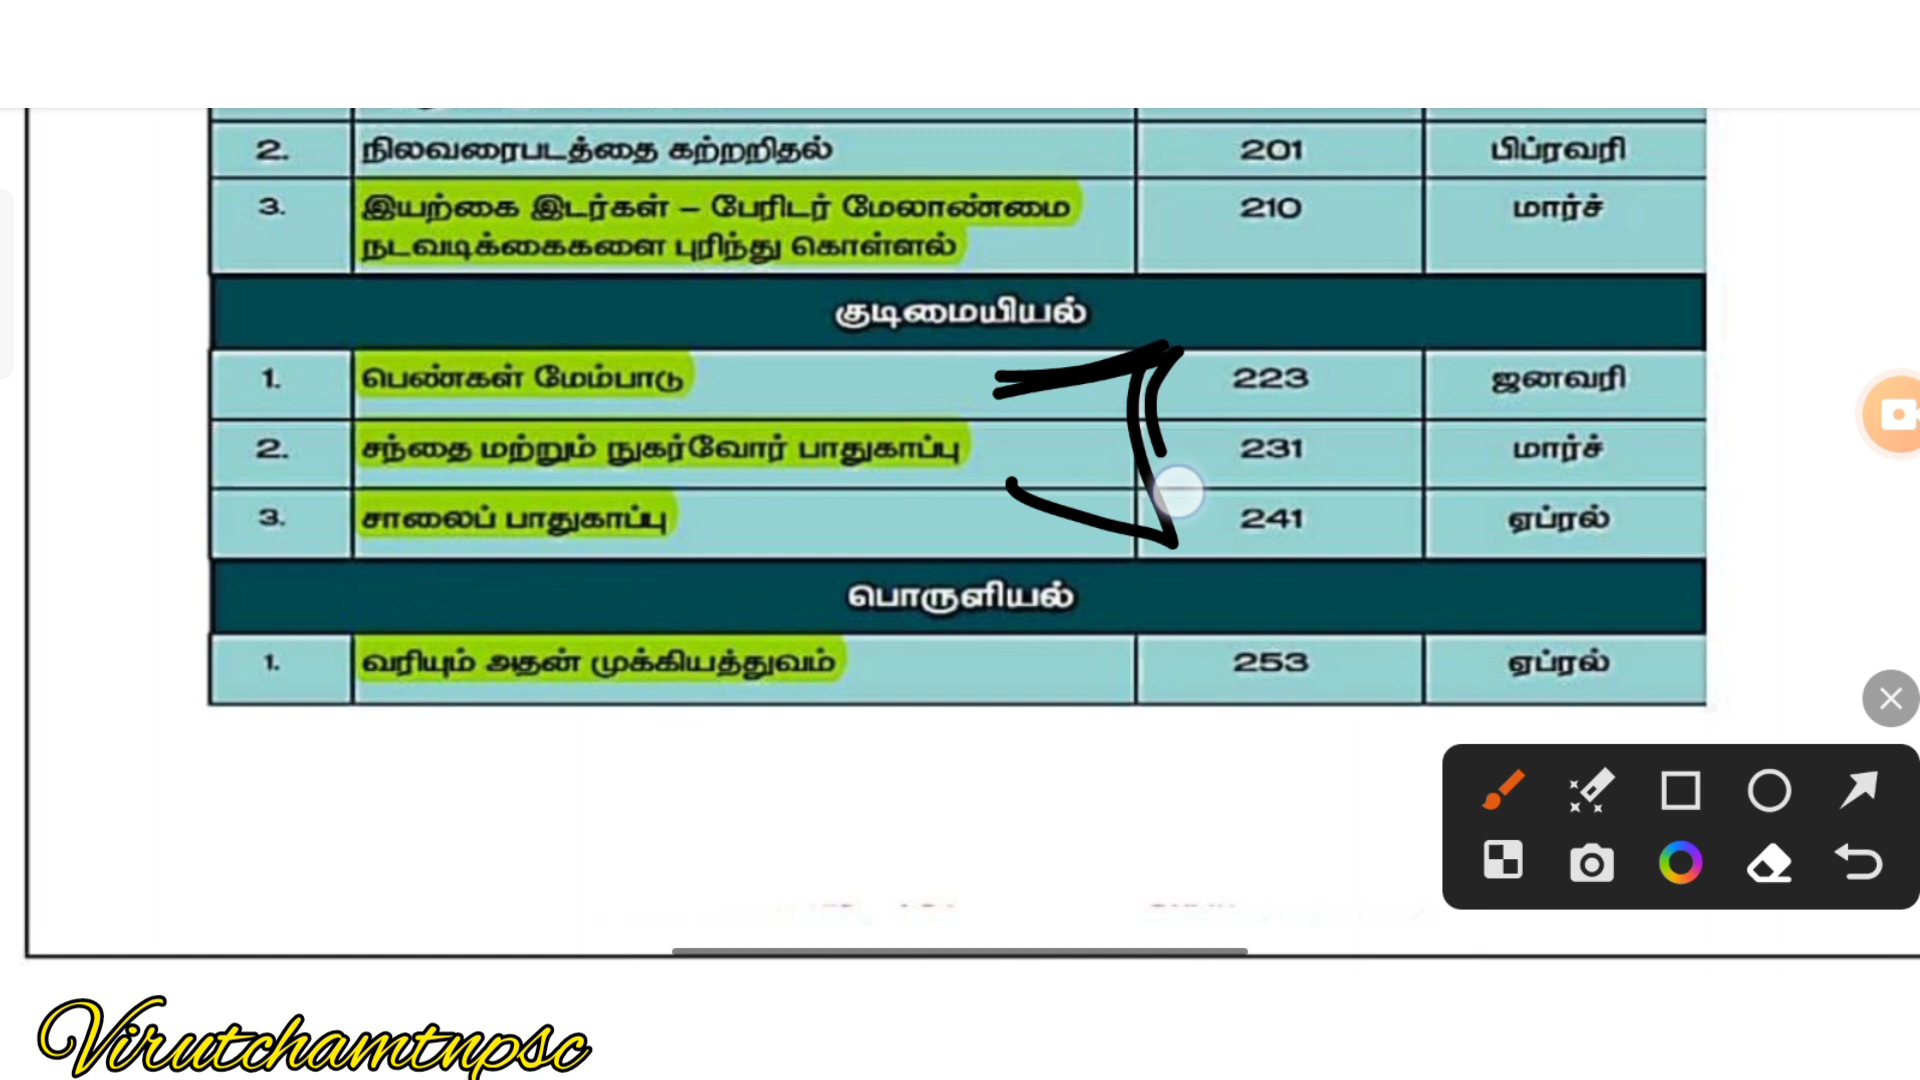 2. நிலவரைபடத்தை கற்றறிதல் 201 பிப்ரவரி
3. இயற்கை இடர்கள் – பேரிடர் மேலாண்மை 210 மார்ச்
நடவடிக்கைகளை புரிந்து கொள்ளல்
குடிமையியல்
1. பெண்கள் மேம்பாடு 223 ஜனவரி
2. சந்தை மற்றும் நுகர்வோர் பாதுகாப்பு 231 மார்ச்
3. சாலைப் பாதுகாப்பு 241 ஏப்ரல்
பொருளியல்
1. வரியும் அதன் முக்கியத்துவம் 253 ஏப்ரல்
Virutchamtnpsc